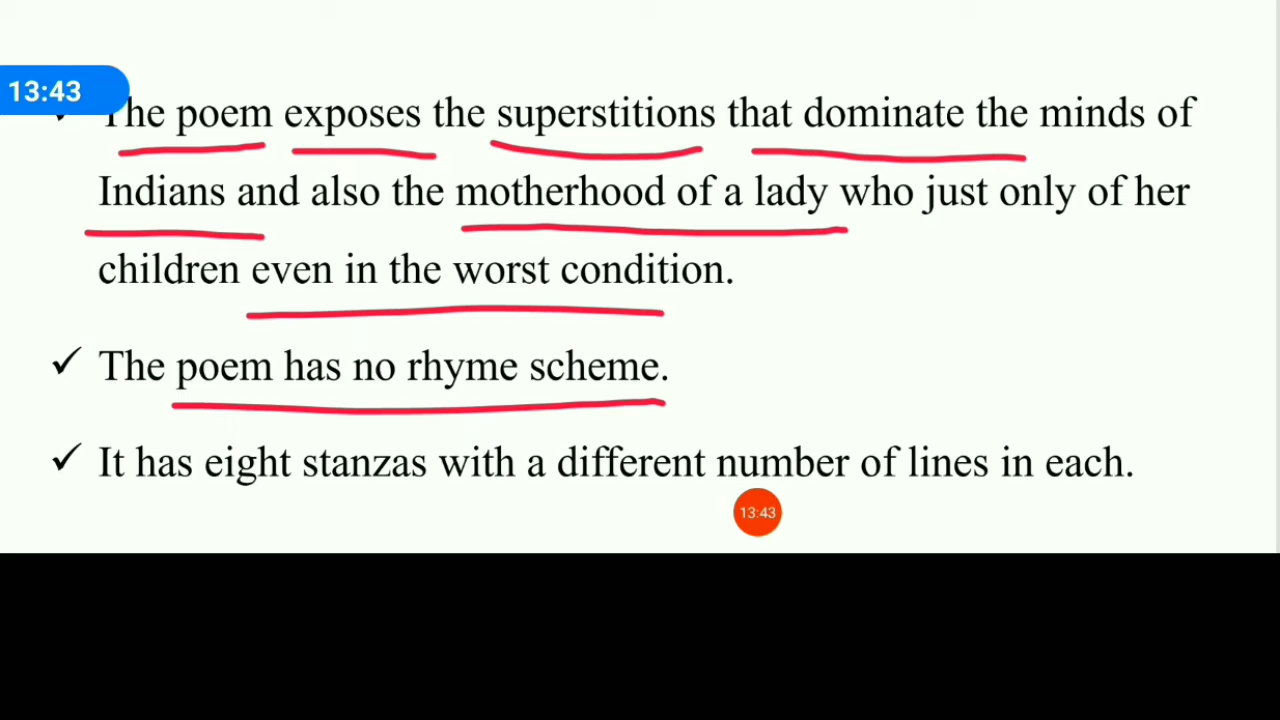 13:43
✓ The poem exposes the superstitions that dominate the minds of
Indians and also the motherhood of a lady who just only of her
children even in the worst condition.
✓ The poem has no rhyme scheme.
✓ It has eight stanzas with a different number of lines in each.
13:43